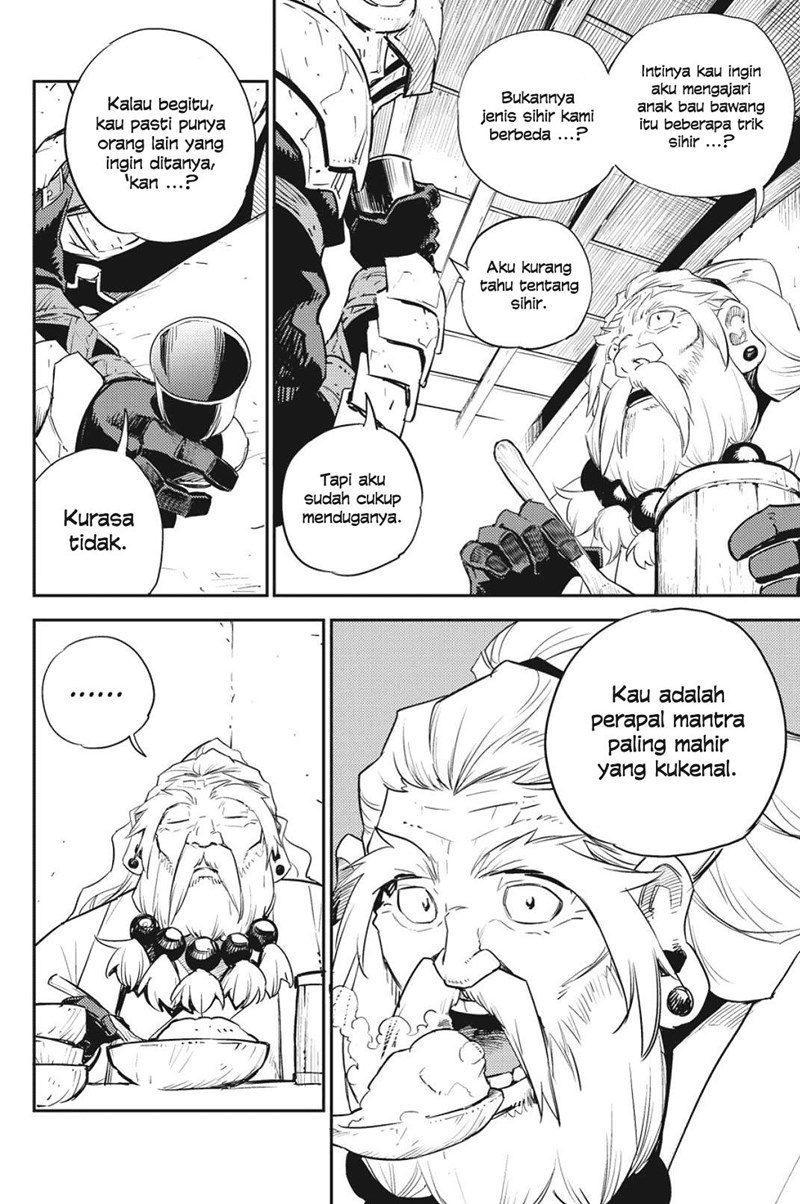 Intinya kau ingin
aku mengajari
anak bau bawang
itu beberapa trik
sihir ...?
Bukannya
jenis sihir kami
berbeda ...?
Aku kurang
tahu tentang
sihir.
Tapi aku
sudah cukup
menduganya.
Kalau begitu,
kau pasti punya
orang lain yang
ingin ditanya,
'kan ...?
Kurasa
tidak.
Kau adalah
perapal mantra
paling mahir
yang kukenal.
......